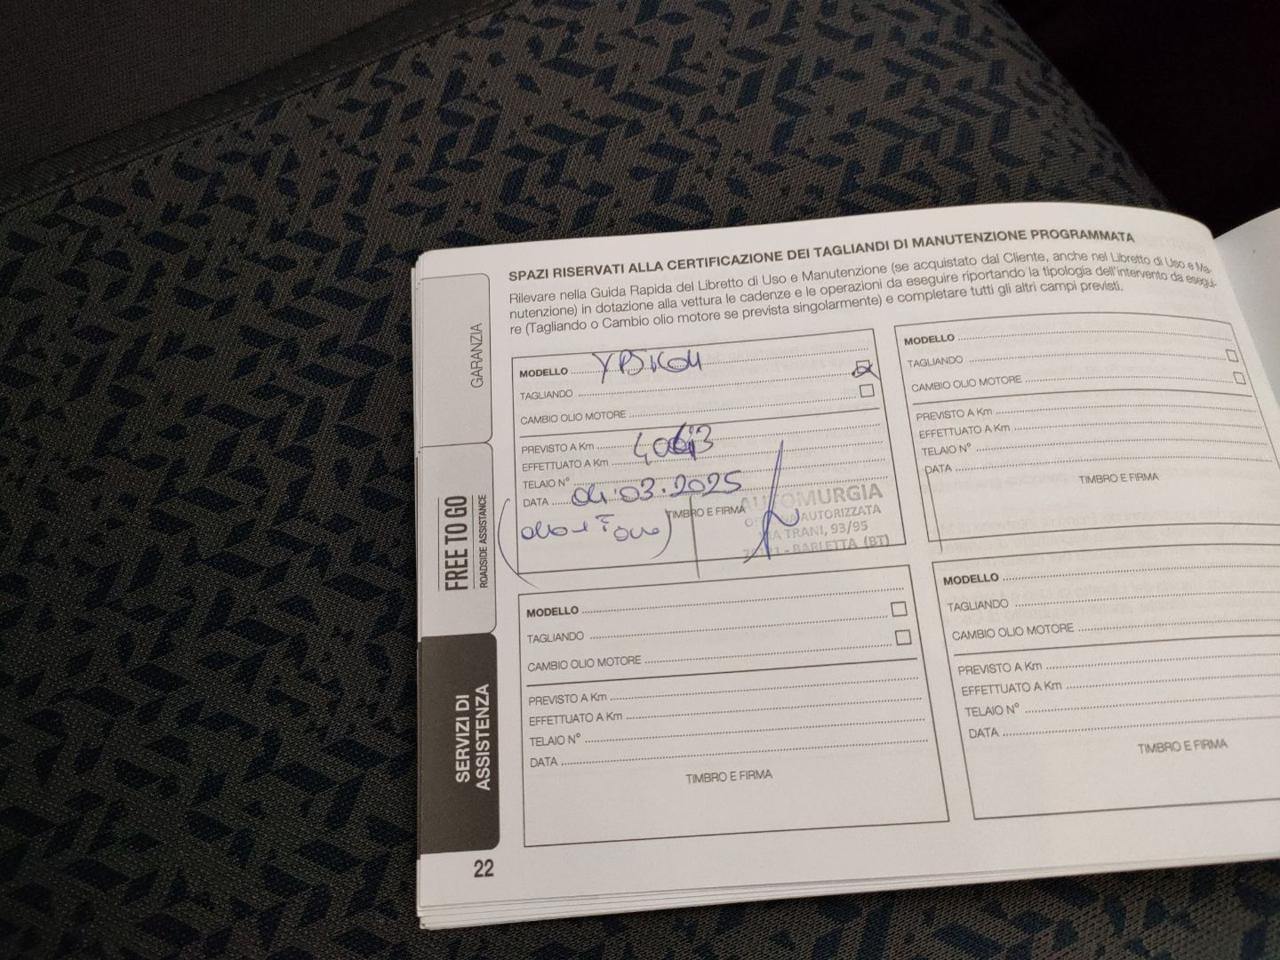 SPAZI RISERVATI ALLA CERTIFICAZIONE DEI TAGLIANDI DI MANUTENZIONE PROGRAMMATA
Rilevare nella Guida Rapida del Libretto di Uso e Manutenzione (se acquistato dal Cliente, anche nel Libretto di Uso e Ma-
nutenzione) in dotazione alla vettura le cadenze e le operazioni da eseguire riportando la tipologia dell'intervento da esegui-
re (Tagliando o Cambio olio motore se prevista singolarmente) e completare tutti gli altri campi previsti.
GARANZIA
FREE TO GO
ROADSIDE ASSISTANCE
SERVIZI DI
ASSISTENZA
MODELLO
TAGLIANDO
CAMBIO OLIO MOTORE
PREVISTO A Km
EFFETTUATO A Km
TELAIO N°
DATA 04.03.2025
TIMBRO E FIRMA
AUTOMURGIA
AUTORIZZATA
TRANI, 93/95
BARLETTA (BT)
MODELLO
TAGLIANDO
CAMBIO OLIO MOTORE
PREVISTO A Km
EFFETTUATO A Km
TELAIO N°
DATA
TIMBRO E FIRMA
MODELLO
TAGLIANDO
CAMBIO OLIO MOTORE
PREVISTO A Km
EFFETTUATO A Km
TELAIO N°
DATA
TIMBRO E FIRMA
MODELLO
TAGLIANDO
CAMBIO OLIO MOTORE
PREVISTO A Km
EFFETTUATO A Km
TELAIO N°
DATA
TIMBRO E FIRMA
22